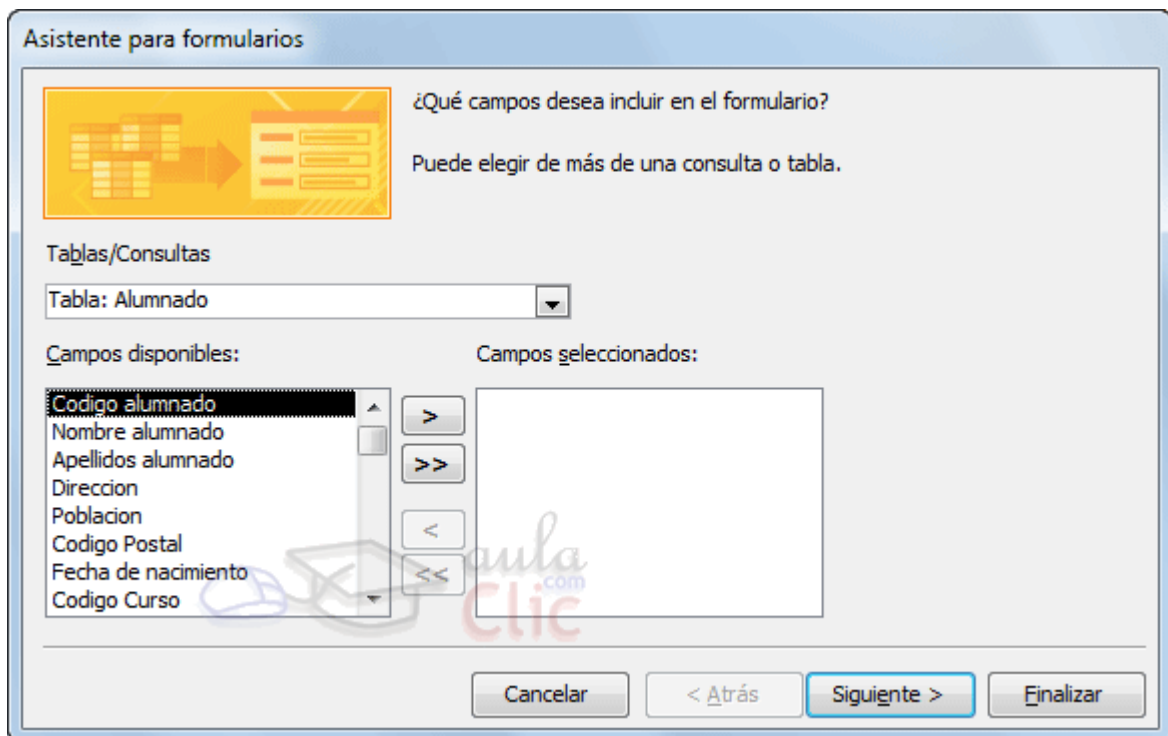 Asistente para formularios
¿Qué campos desea incluir en el formulario?
Puede elegir de más de una consulta o tabla.
Tablas/Consultas
Tabla: Alumnado
Campos disponibles:
Campos seleccionados:
Codigo alumnado
Nombre alumnado
Apellidos alumnado
Direccion
Poblacion
Codigo Postal
Fecha de nacimiento
Codigo Curso
>
>>
<
<<
aula
.com
Clic
Cancelar
< Atrás
Siguiente >
Finalizar